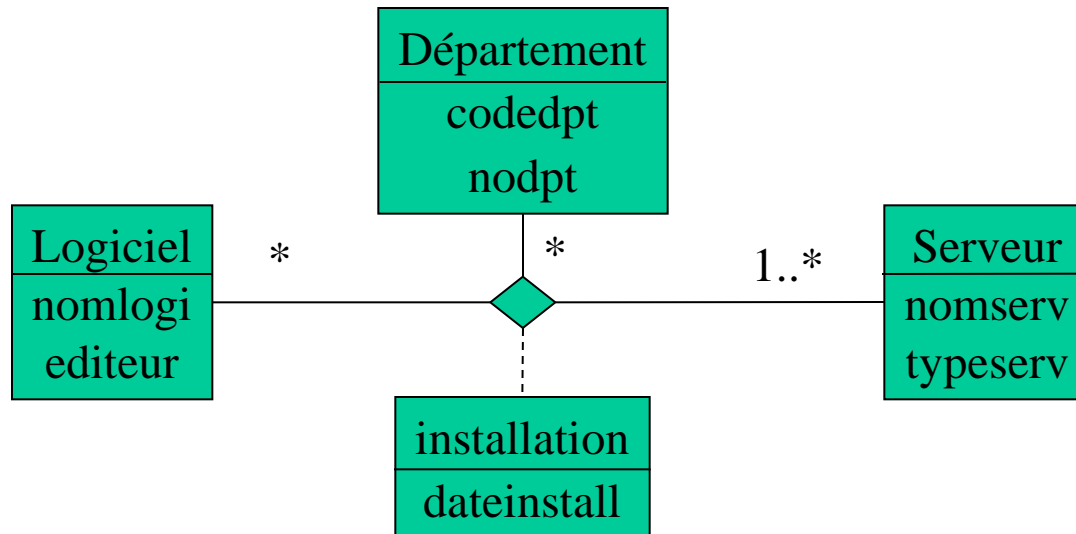 Département
codedpt
nodpt
Logiciel
nomlogi
editeur
*
*
1..*
Serveur
nomserv
typeserv
installation
dateinstall